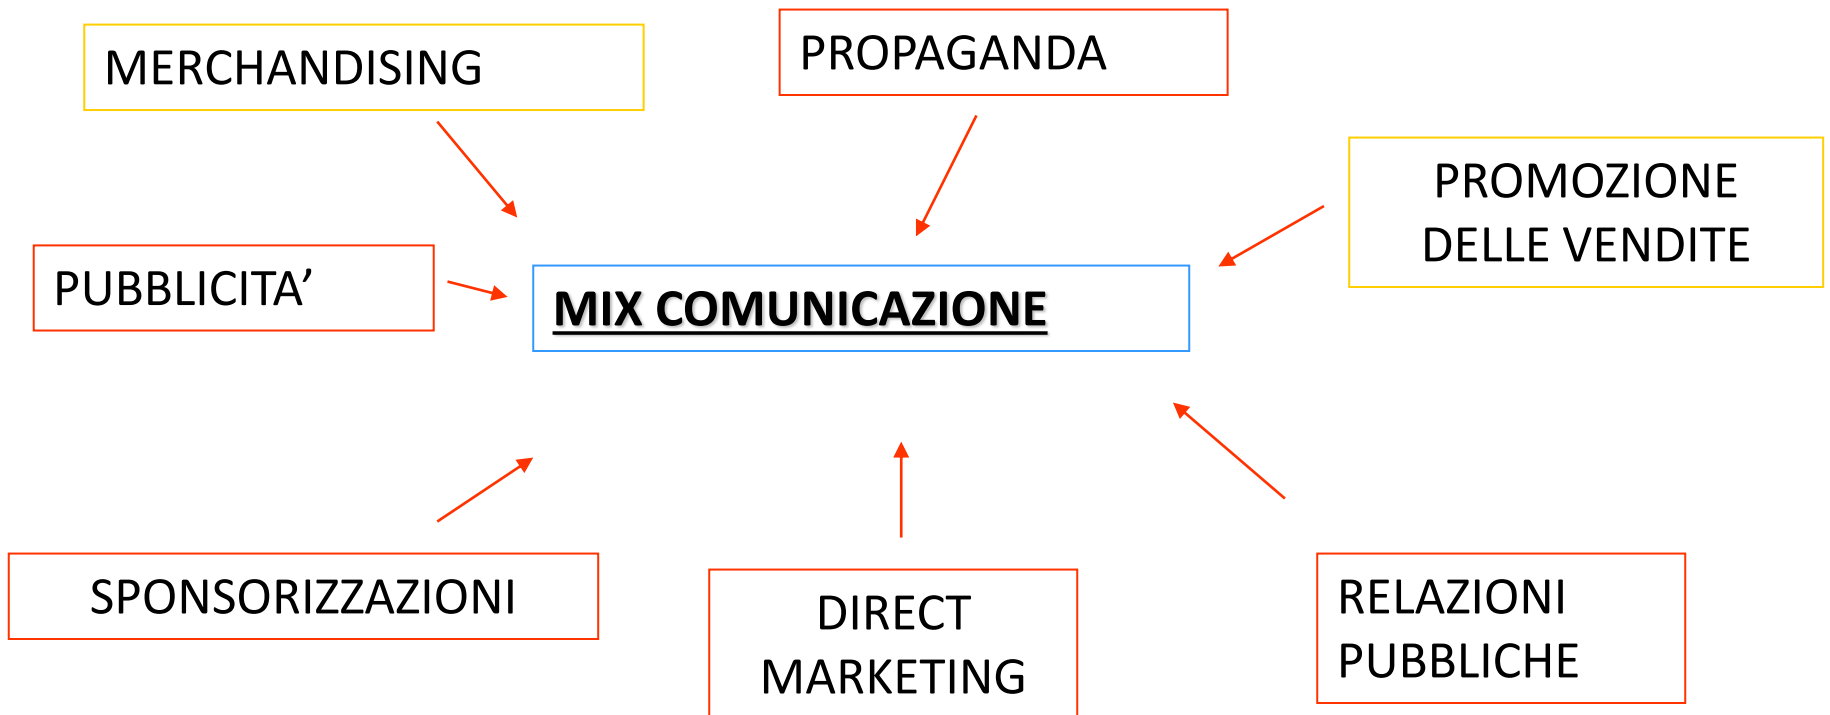 MERCHANDISING
PROPAGANDA
PROMOZIONE
DELLE VENDITE
PUBBLICITA’
MIX COMUNICAZIONE
SPONSORIZZAZIONI
DIRECT
MARKETING
RELAZIONI
PUBBLICHE